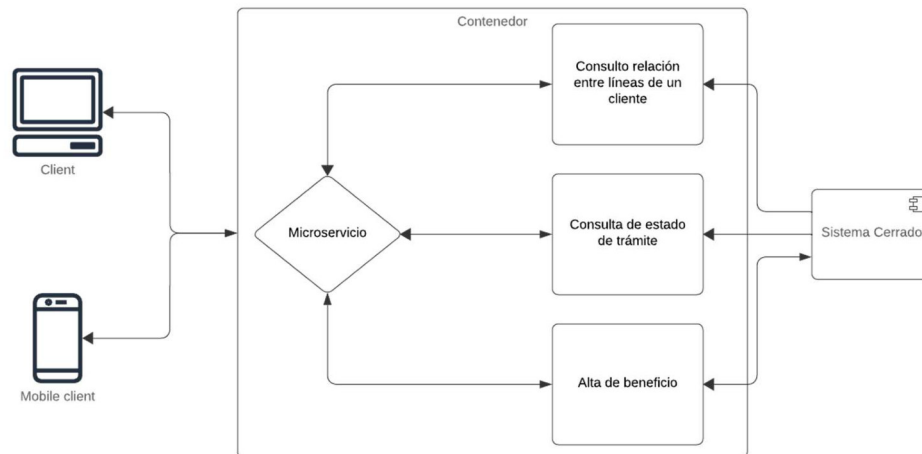 Contenedor
Consulto relación
entre líneas de un
cliente
Client
Microservicio
Consulta de estado
de trámite
Sistema Cerrado
Mobile client
Alta de beneficio